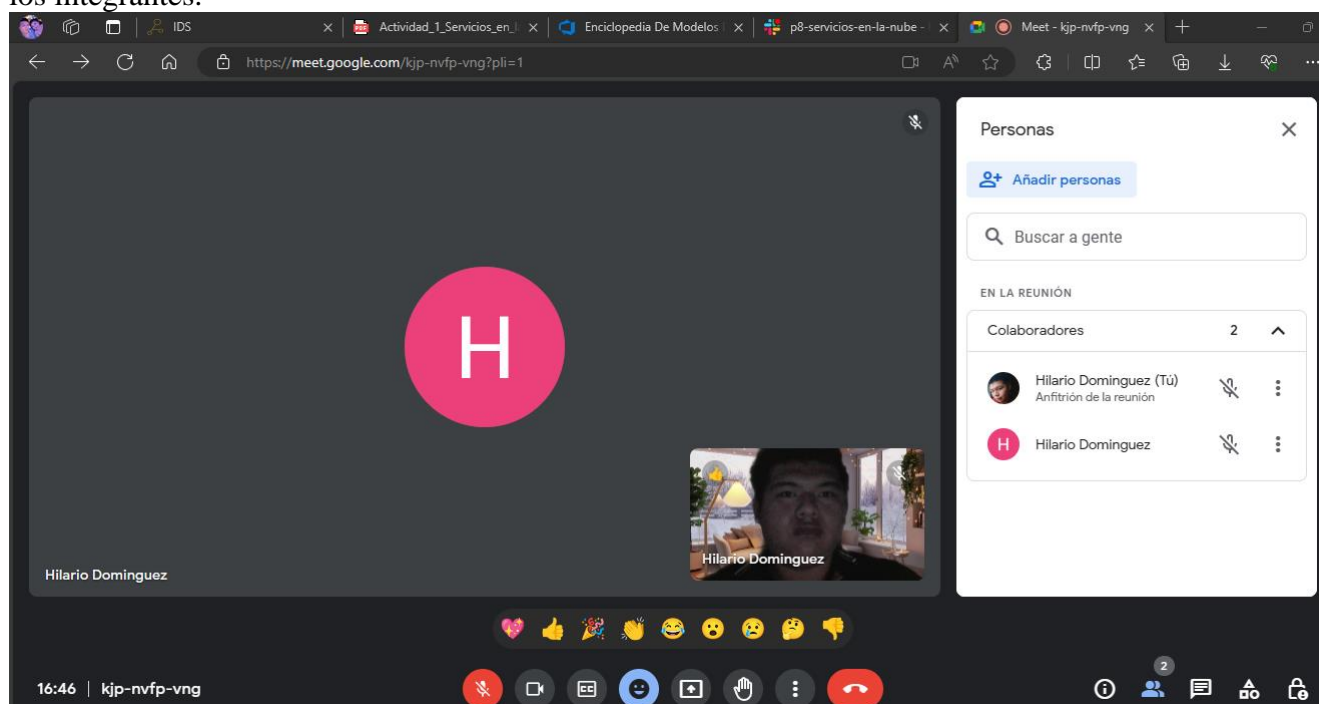 los integrantes.
IDS
Actividad_1_Servicios_en_l
Enciclopedia De Modelos
p8-servicios-en-la-nube -
Meet - kjp-nvfp-vng
https://meet.google.com/kjp-nvfp-vng?pli=1
Personas
Añadir personas
Buscar a gente
EN LA REUNIÓN
Colaboradores 2
Hilario Dominguez (Tú)
Anfitrión de la reunión
H Hilario Dominguez
H
Hilario Dominguez
Hilario Dominguez
16:46 | kjp-nvfp-vng
CC
2